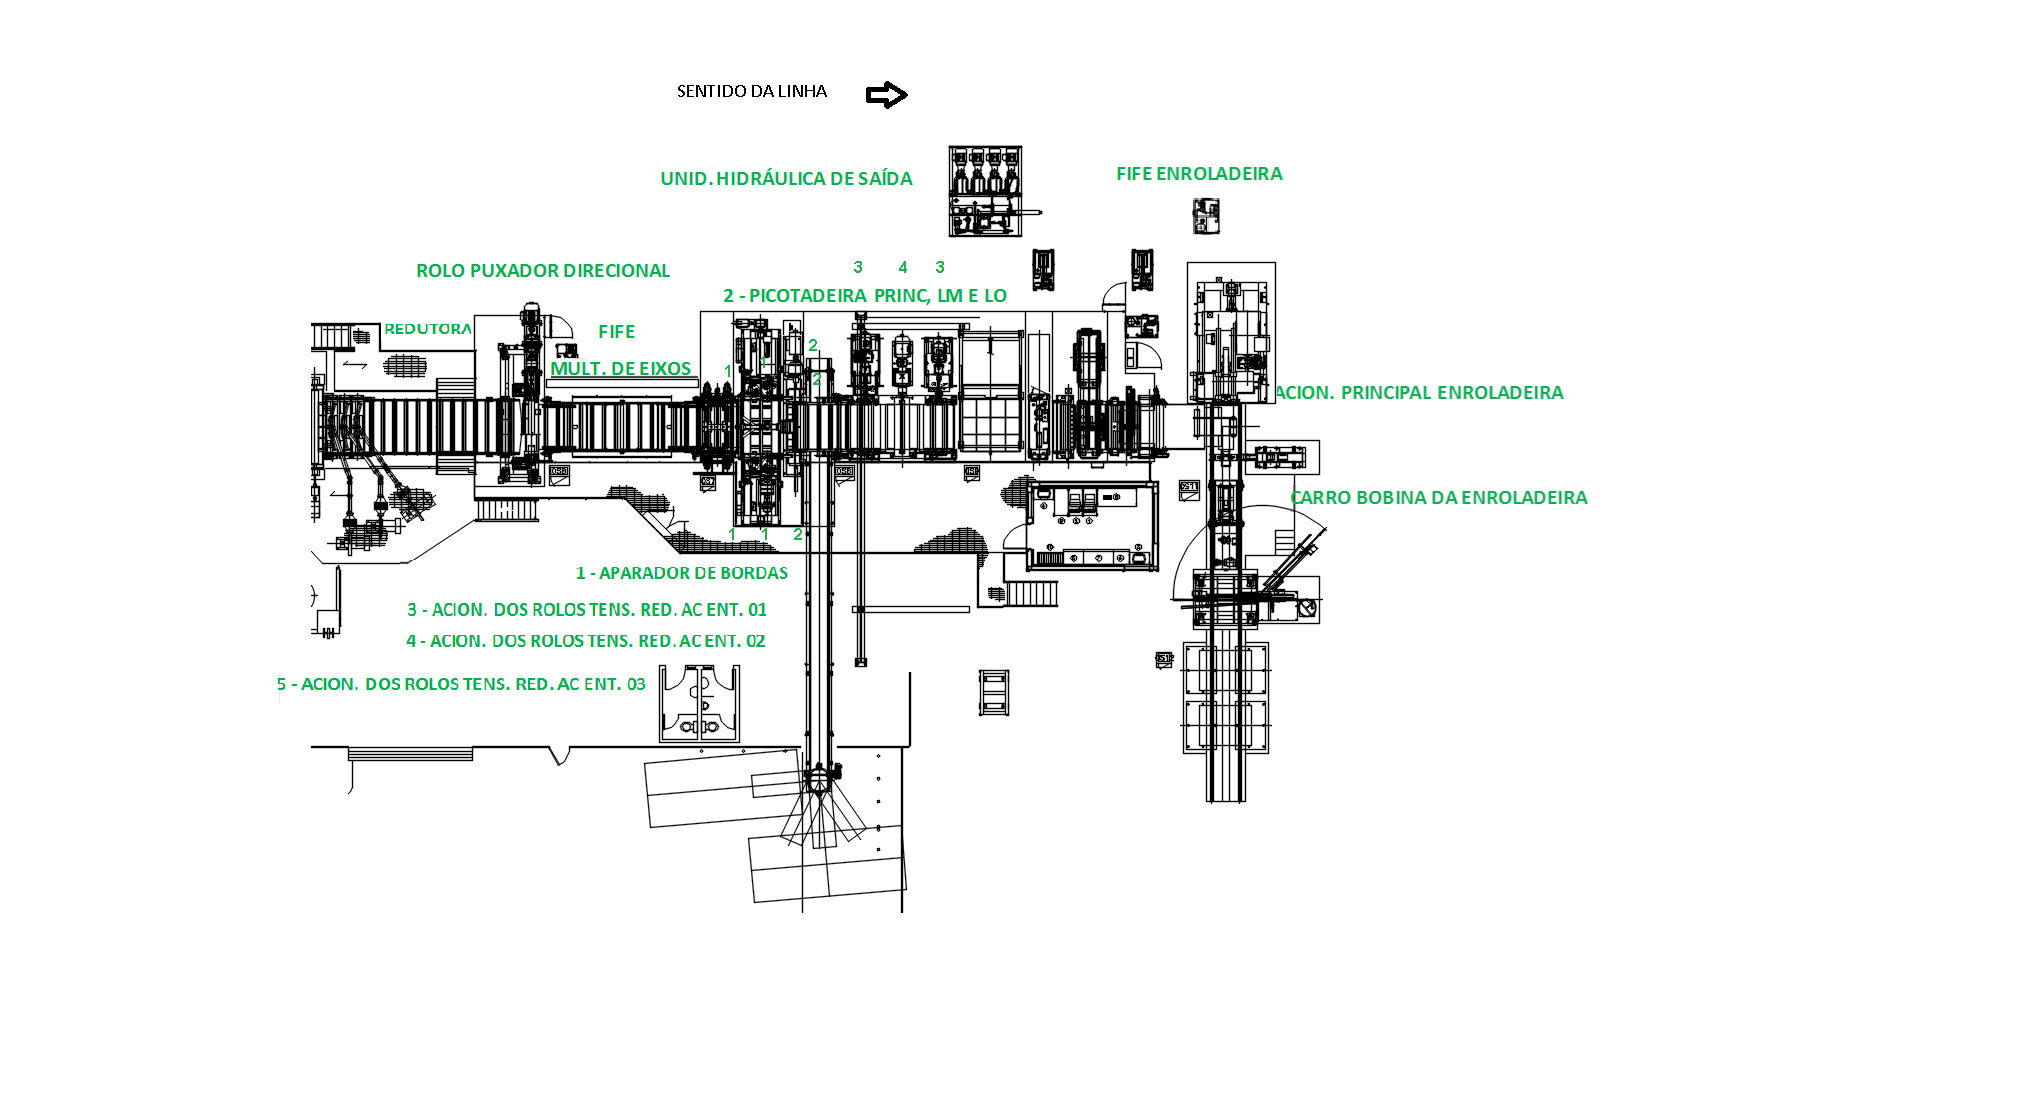 SENTIDO DA LINHA
UNID. HIDRÁULICA DE SAÍDA
FIFE ENROLADEIRA
ROLO PUXADOR DIRECIONAL
3 4 3
2 - PICOTADEIRA PRINC, LM E LO
REDUTORA
FIFE
MULT. DE EIXOS
2
1
1
2
ACION. PRINCIPAL ENROLADEIRA
CARRO BOBINA DA ENROLADEIRA
1 1 2
1 - APARADOR DE BORDAS
3 - ACION. DOS ROLOS TENS. RED. AC ENT. 01
4 - ACION. DOS ROLOS TENS. RED. AC ENT. 02
5 - ACION. DOS ROLOS TENS. RED. AC ENT. 03